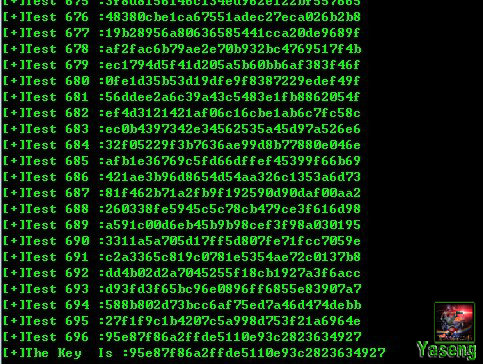 [+]Test 675 :3f8d8156146c134ed962e122bf557665
[+]Test 676 :48380cbe1ca67551adec27eca026b2b8
[+]Test 677 :19b28956a80636585441cca20de9689f
[+]Test 678 :af2fac6b79ae2e70b932bc4769517f4b
[+]Test 679 :ec1794d5f41d205a5b60bb6af383f46f
[+]Test 680 :0fe1d35b53d19dfe9f8387229edef49f
[+]Test 681 :56ddee2a6c39a43c5483e1fb8862054f
[+]Test 682 :ef4d3121421af06c16cbe1ab6c7fc58c
[+]Test 683 :ec0b4397342e34562535a45d97a526e6
[+]Test 684 :32f05229f3b7636ae99d8b77880e046e
[+]Test 685 :afb1e36769c5fd66dffef45399f66b69
[+]Test 686 :421ae3b96d8654d54aa326c1353a6d73
[+]Test 687 :81f462b71a2fb9f192590d90daf00aa2
[+]Test 688 :260338fe5945c5c78cb479ce3f616d98
[+]Test 689 :a591c00d6eb45b9b98cef3f98a030195
[+]Test 690 :3311a5a705d17ff5d807fe71fcc7059e
[+]Test 691 :c2a3365c819c0781e5354ae72c0137b8
[+]Test 692 :dd4b02d2a7045255f18cb1927a3f6acc
[+]Test 693 :d93fd3f65bc96e0896ff6855e83907a7
[+]Test 694 :588b802d73bcc6af75ed7a46d474debb
[+]Test 695 :27f1f9c1b4207c5a998d753f21a6964e
[+]Test 696 :95e87f86a2ffde5110e93c2823634927
[+]The Key  Is :95e87f86a2ffde5110e93c2823634927
Yaseng